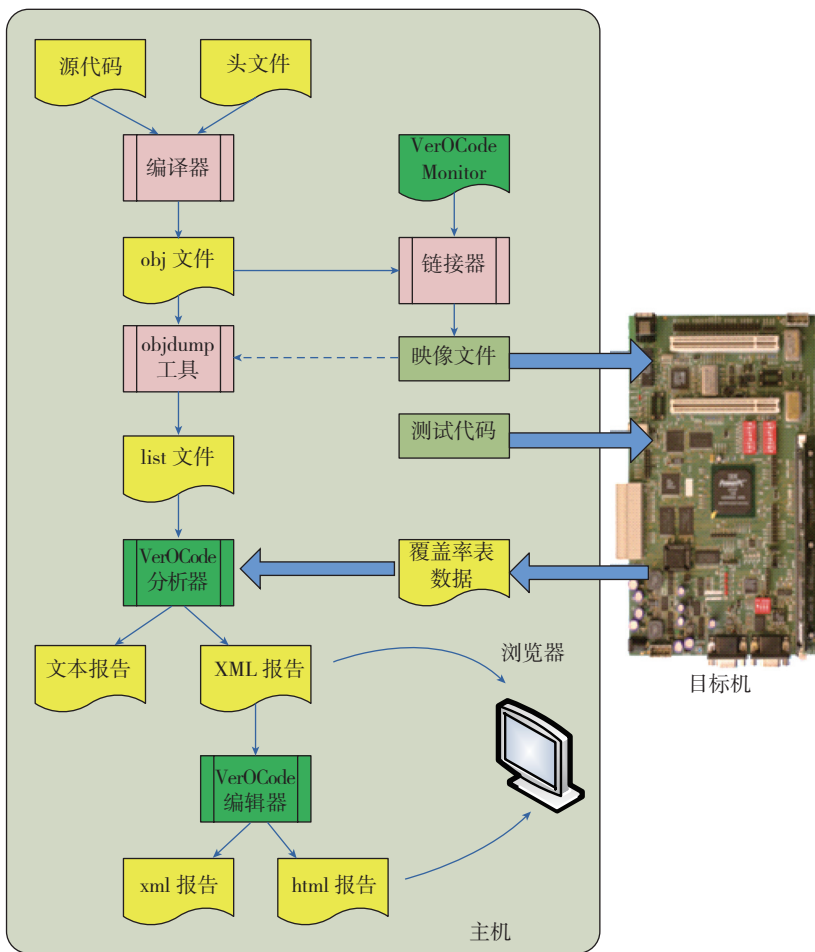 源代码
头文件
编译器
VerOCode
Monitor
obj 文件
链接器
objdump
工具
映像文件
测试代码
list 文件
VerOCode
分析器
覆盖率表
数据
文本报告
XML 报告
浏览器
目标机
VerOCode
编辑器
xml 报告
html 报告
主机
PowerPC